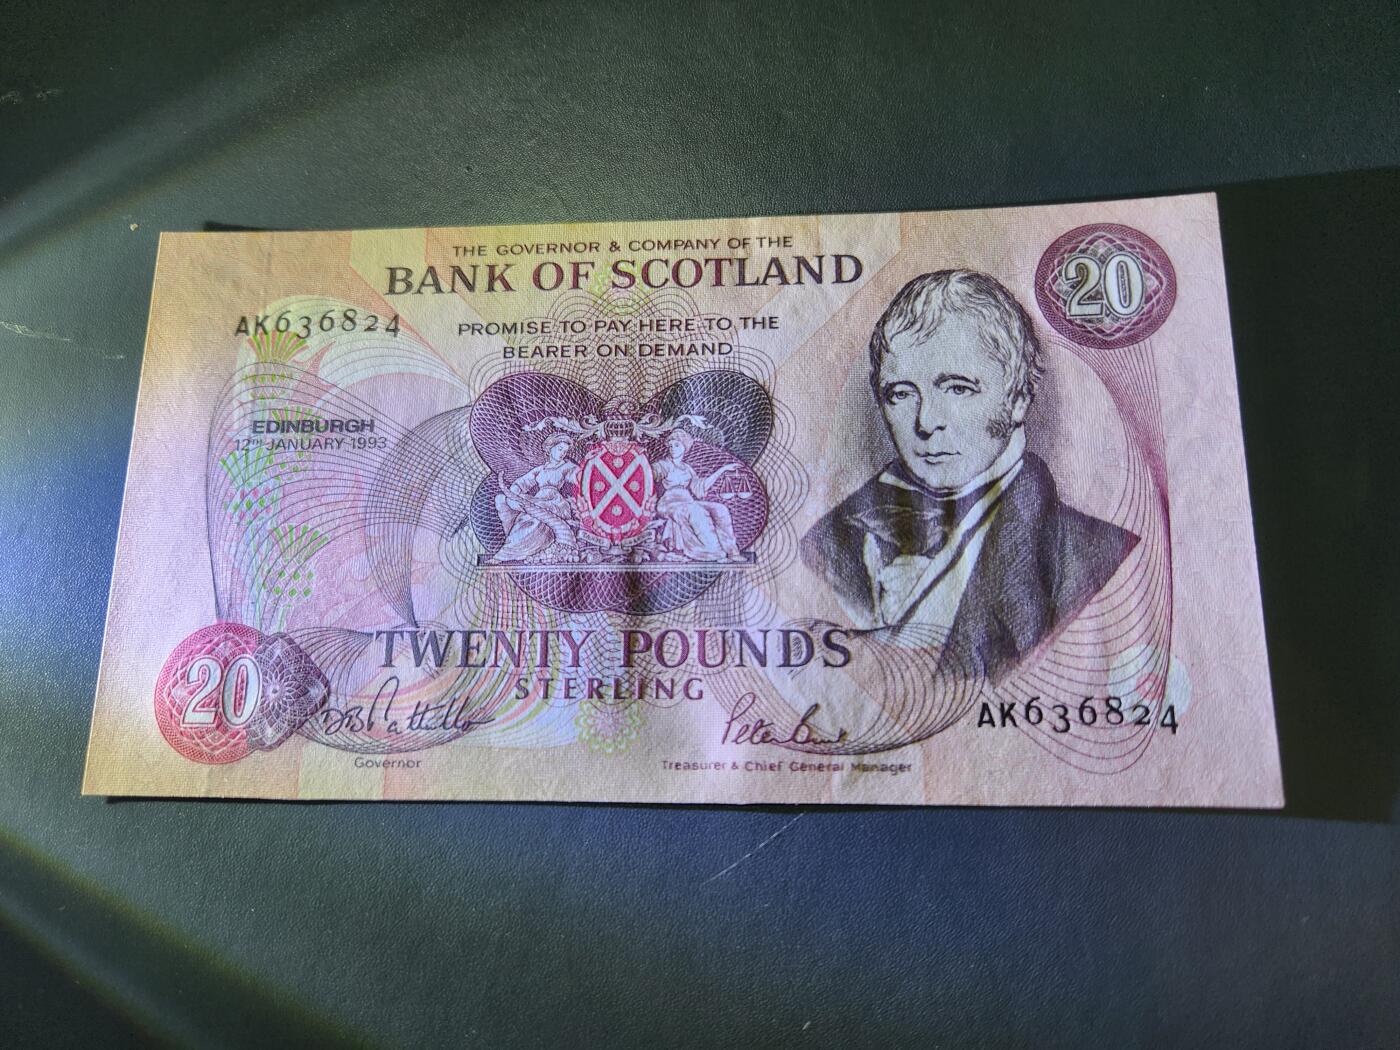 THE GOVERNOR & COMPANY OF THE
BANK OF SCOTLAND
20
AK636824
PROMISE TO PAY HERE TO THE
BEARER ON DEMAND
EDINBURGH
12TH JANUARY 1993
TWENTY POUNDS
STERLING
20
AK636824
Governor
Treasurer & Chief General Manager